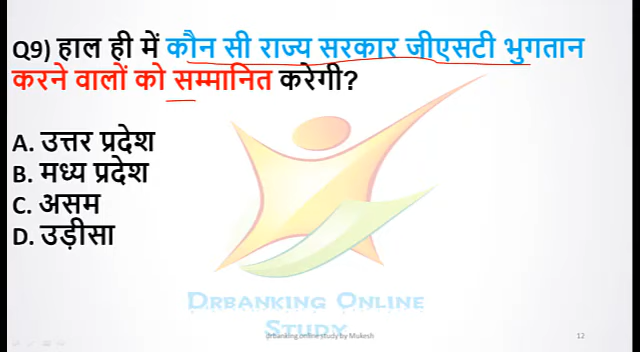 Q9) हाल ही में कौन सी राज्य सरकार जीएसटी भुगतान
करने वालों को सम्मानित करेगी?
A. उत्तर प्रदेश
B. मध्य प्रदेश
C. असम
D. उड़ीसा
DRBANKING ONLINE
STUDY
drbanking online study by Mukesh
12